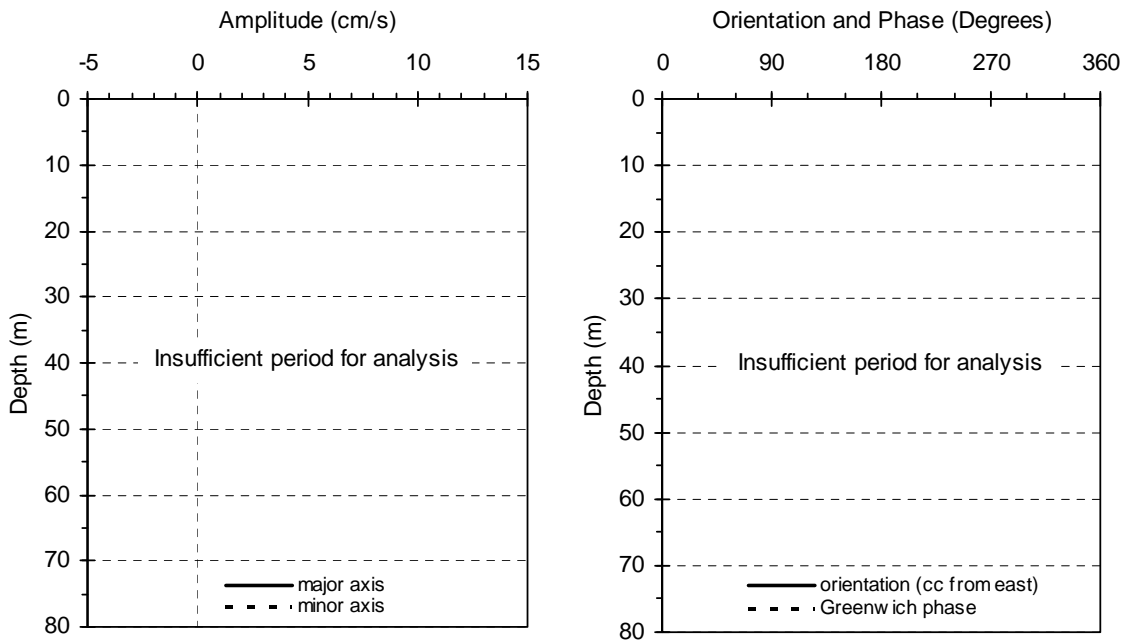 Amplitude (cm/s)
-5 0 5 10 15
0
10
20
30
40
50
60
70
80
Depth (m)
Insufficient period for analysis
major axis
minor axis
Orientation and Phase (Degrees)
0 90 180 270 360
0
10
20
30
40
50
60
70
80
Depth (m)
Insufficient period for analysis
orientation (cc from east)
Greenwich phase